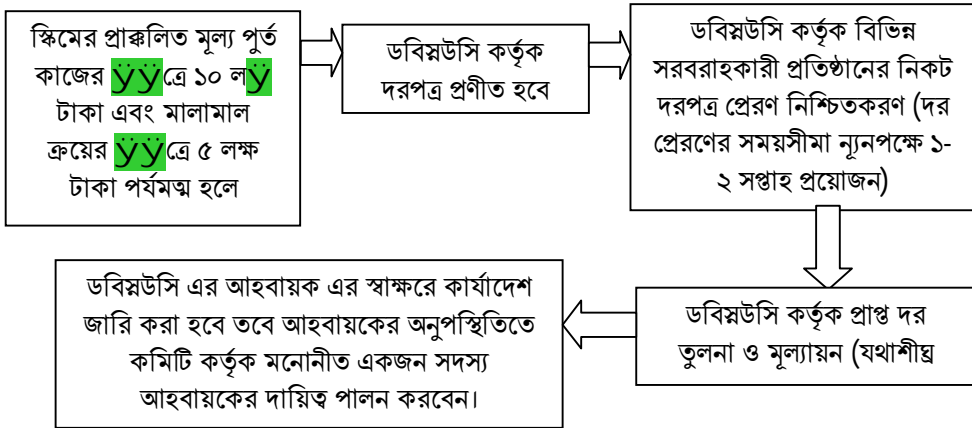 স্কিমের প্রাক্কলিত মূল্য পুর্ত
কাজের ÿÿত্রে ১০ লÿ
টাকা এবং মালামাল
ক্রয়ের ÿÿত্রে ৫ লক্ষ
টাকা পর্যমত্ম হলে
ডবিস্নউসি কর্তৃক
দরপত্র প্রণীত হবে
ডবিস্নউসি কর্তৃক বিভিন্ন
সরবরাহকারী প্রতিষ্ঠানের নিকট
দরপত্র প্রেরণ নিশ্চিতকরণ (দর
প্রেরণের সময়সীমা ন্যূনপক্ষে ১-
২ সপ্তাহ প্রয়োজন)
ডবিস্নউসি কর্তৃক প্রাপ্ত দর
তুলনা ও মূল্যায়ন (যথাশীঘ্র
ডবিস্নউসি এর আহবায়ক এর স্বাক্ষরে কার্যাদেশ
জারি করা হবে তবে আহবায়কের অনুপস্থিতিতে
কমিটি কর্তৃক মনোনীত একজন সদস্য
আহবায়কের দায়িত্ব পালন করবেন।